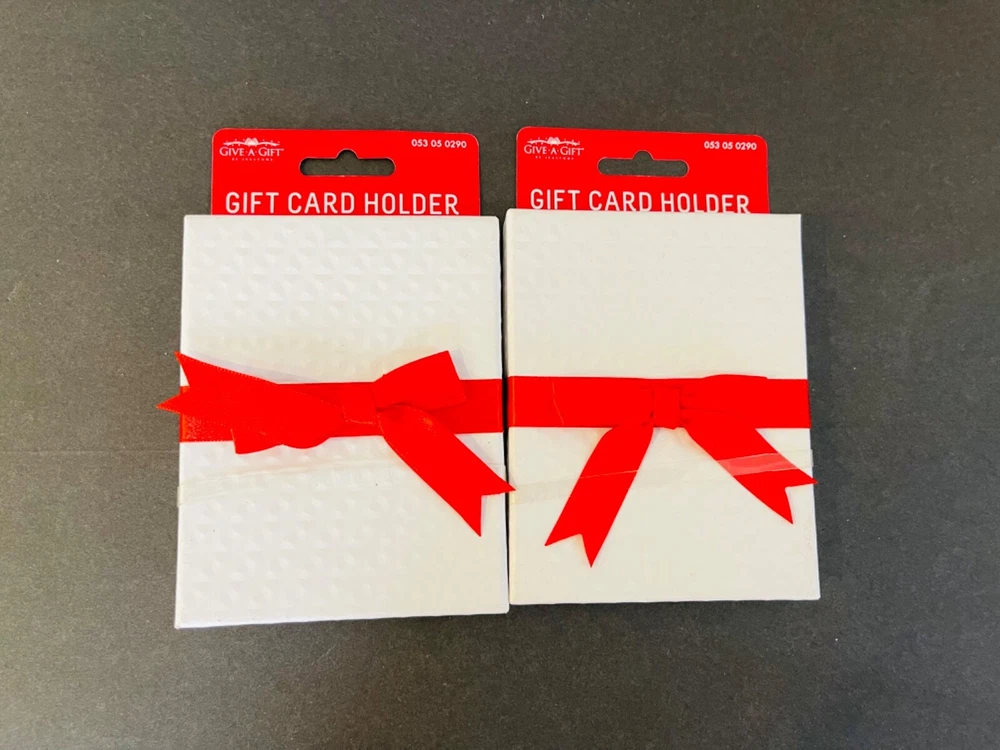 GIVE·A·GIFT
053 05 0290
GIFT CARD HOLDER
GIVE·A·GIFT
053 05 0290
GIFT CARD HOLDER